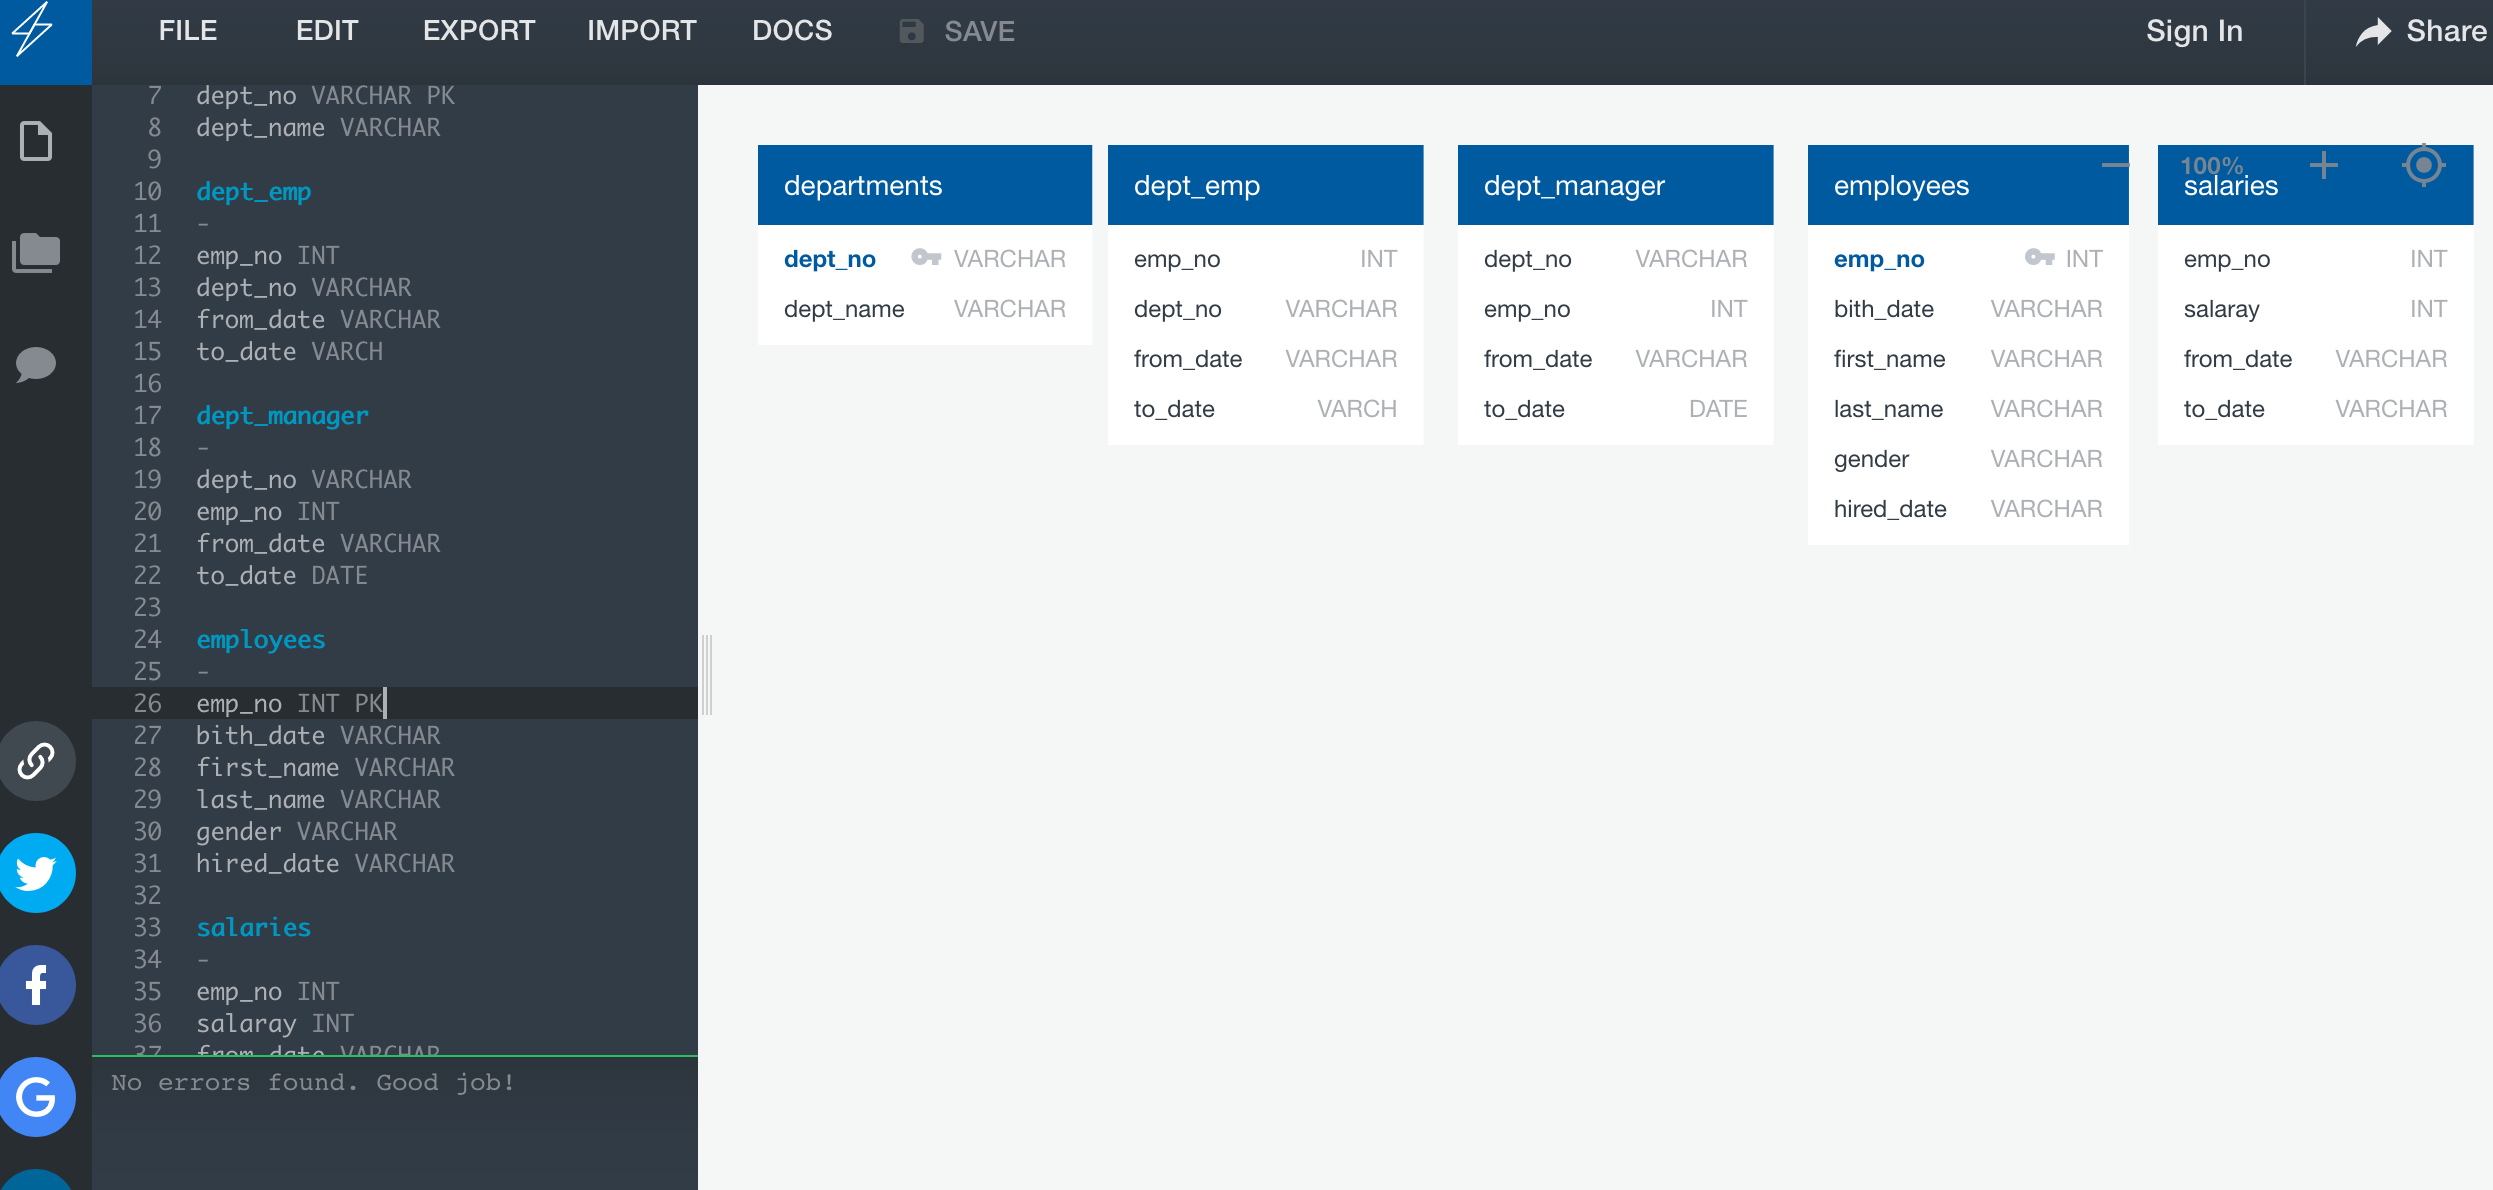 FILE EDIT EXPORT IMPORT DOCS SAVE Sign In Share
7 dept_no VARCHAR PK
8 dept_name VARCHAR
9
10 dept_emp
11 -
12 emp_no INT
13 dept_no VARCHAR
14 from_date VARCHAR
15 to_date VARCH
16
17 dept_manager
18 -
19 dept_no VARCHAR
20 emp_no INT
21 from_date VARCHAR
22 to_date DATE
23
24 employees
25 -
26 emp_no INT PK
27 bith_date VARCHAR
28 first_name VARCHAR
29 last_name VARCHAR
30 gender VARCHAR
31 hired_date VARCHAR
32
33 salaries
34 -
35 emp_no INT
36 salaray INT
37 from_date VARCHAR
No errors found. Good job!
departments
dept_no VARCHAR
dept_name VARCHAR
dept_emp
emp_no INT
dept_no VARCHAR
from_date VARCHAR
to_date VARCH
dept_manager
dept_no VARCHAR
emp_no INT
from_date VARCHAR
to_date DATE
employees
emp_no INT
bith_date VARCHAR
first_name VARCHAR
last_name VARCHAR
gender VARCHAR
hired_date VARCHAR
100%
salaries
emp_no INT
salaray INT
from_date VARCHAR
to_date VARCHAR